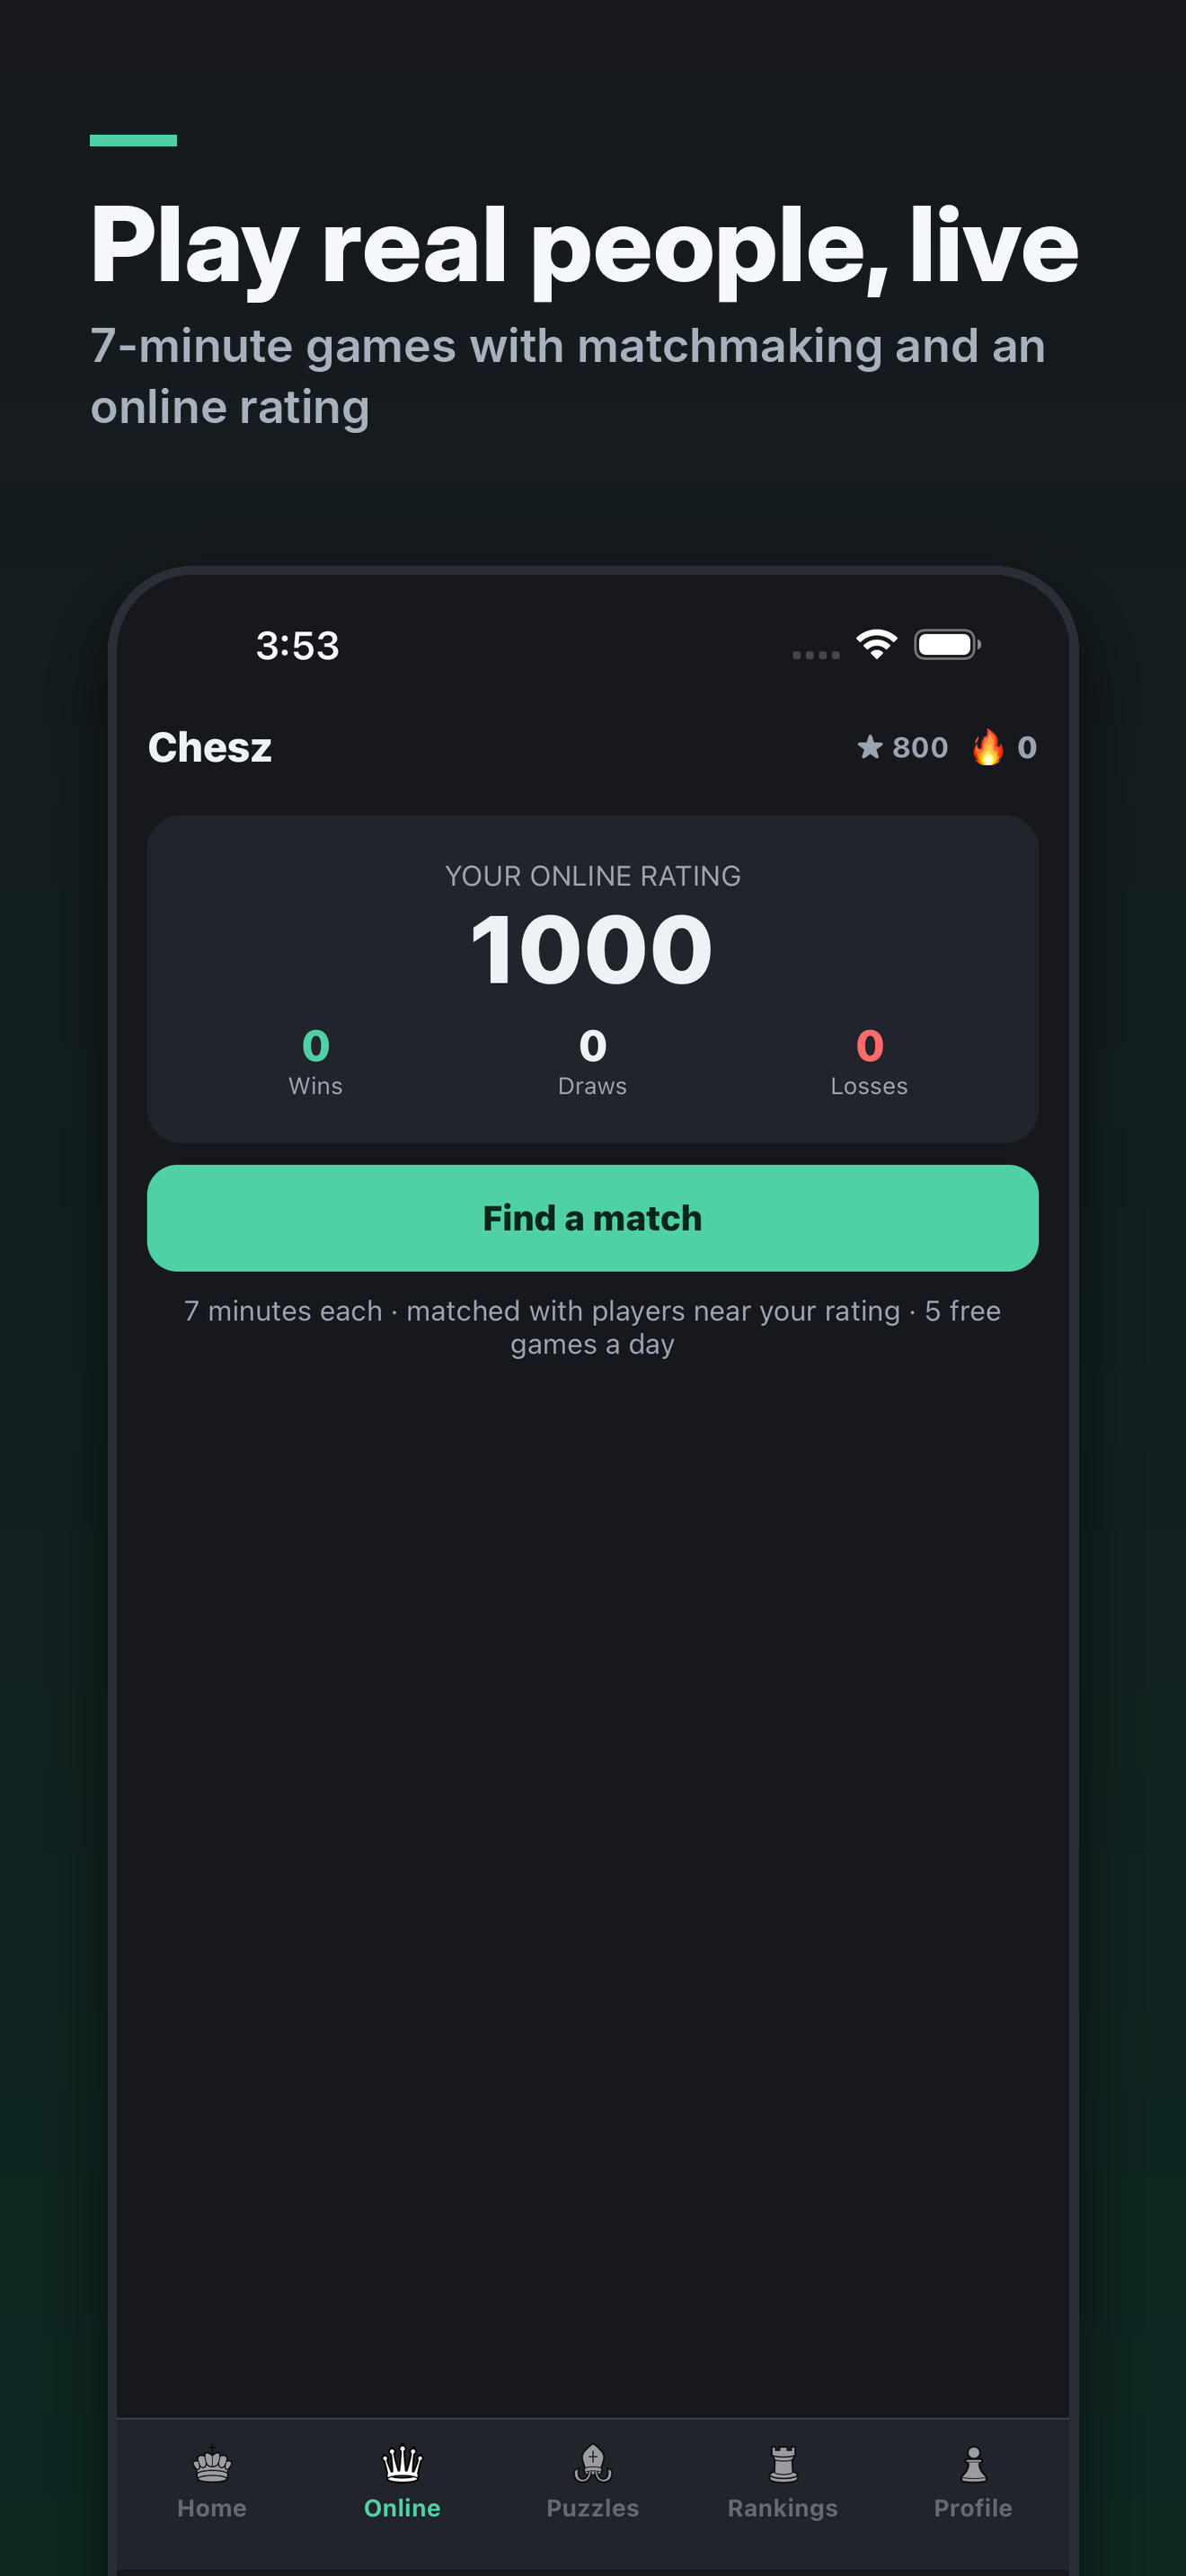 Play real people, live
7-minute games with matchmaking and an
online rating
3:53
Chesz
800 0
YOUR ONLINE RATING
1000
0 0 0
Wins Draws Losses
Find a match
7 minutes each · matched with players near your rating · 5 free
games a day
Home Online Puzzles Rankings Profile